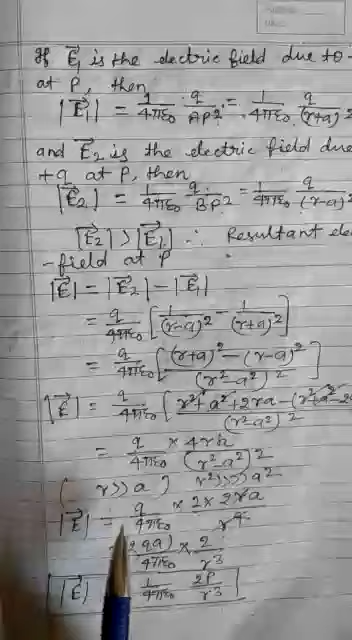 If E⃗₁ is the electric field due to -
at P, then
|E⃗₁| = 1/4πε₀ q/AP² = 1/4πε₀ q/(r+a)²
and E⃗₂ is the electric field due
+q at P, then
|E⃗₂| = 1/4πε₀ q/BP² = 1/4πε₀ q/(r-a)²
|E⃗₂| > |E⃗₁| ∴ Resultant ele
-field at P
|E⃗| = |E⃗₂| - |E⃗₁|
= q/4πε₀ [1/(r-a)² - 1/(r+a)²]
= q/4πε₀ [(r+a)² - (r-a)²/(r²-a²)²]
|E⃗| = q/4πε₀ [r²+a²+2ra-(r²+a²-2/(r²-a²)²
= q/4πε₀ × 4ra/(r²-a²)²
(r>>a) r²>>>a²
|E⃗| = q/4πε₀ × 2×2ra/r⁴
(2qa)/4πε₀ × 2/r³
|E⃗| 1/4πε₀ 2P/r³